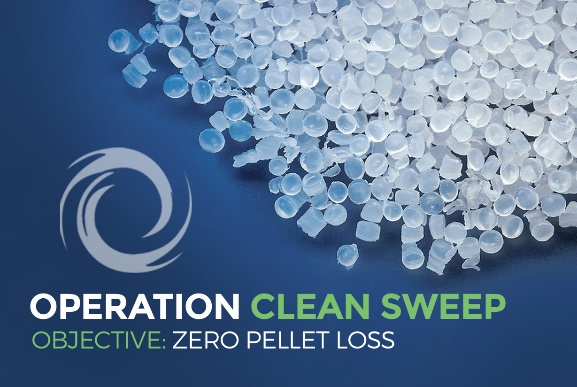 OPERATION CLEAN SWEEP
OBJECTIVE: ZERO PELLET LOSS